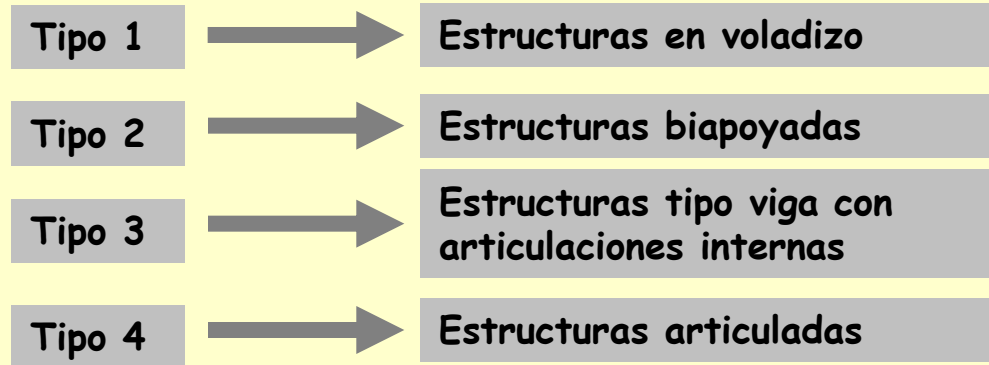 Tipo 1
Estructuras en voladizo
Tipo 2
Estructuras biapoyadas
Tipo 3
Estructuras tipo viga con
articulaciones internas
Tipo 4
Estructuras articuladas